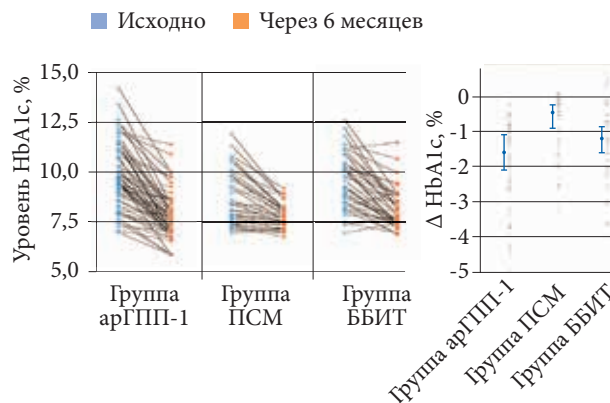 Исходно
Через 6 месяцев
Уровень HbA1c, %
15,0
12,5
10,0
7,5
5,0
Группа
арГПП-1
Группа
ПСМ
Группа
ББИТ
Δ HbA1c, %
0
-1
-2
-3
-4
-5
Группа арГПП-1
Группа ПСМ
Группа ББИТ